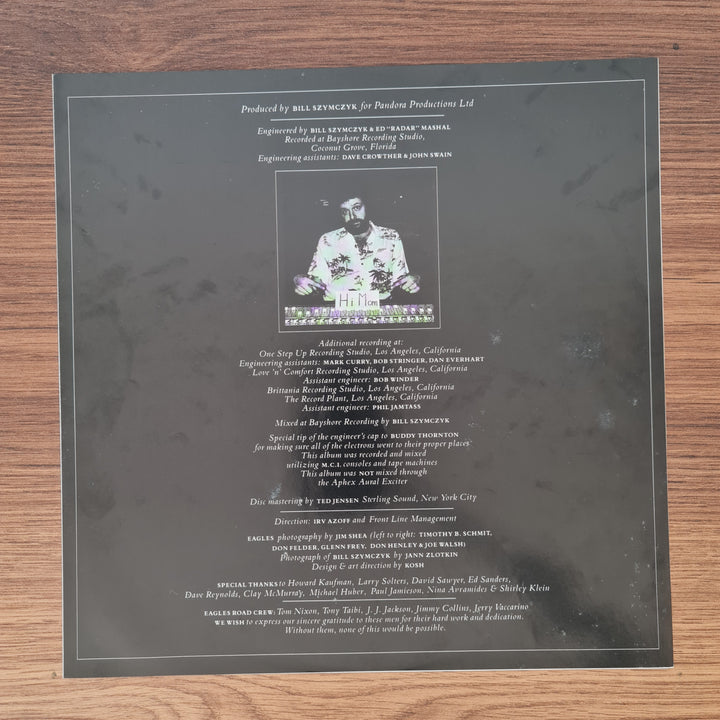 Produced by BILL SZYMCZYK for Pandora Productions Ltd
Engineered by BILL SZYMCZYK & ED "RADAR" MASHAL
Recorded at Bayshore Recording Studio,
Coconut Grove, Florida
Engineering assistants: DAVE CROWTHER & JOHN SWAIN
Hi Mom
Additional recording at:
One Step Up Recording Studio, Los Angeles, California
Engineering assistants: MARK CURRY, BOB STRINGER, DAN EVERHART
Love 'n' Comfort Recording Studio, Los Angeles, California
Assistant engineer: BOB WINDER
Brittania Recording Studio, Los Angeles, California
The Record Plant, Los Angeles, California
Assistant engineer: PHIL JAMTASS
Mixed at Bayshore Recording by BILL SZYMCZYK
Special tip of the engineer's cap to BUDDY THORNTON
for making sure all of the electrons went to their proper places
This album was recorded and mixed
utilizing M.C.I. consoles and tape machines
This album was NOT mixed through
the Aphex Aural Exciter
Disc mastering by TED JENSEN Sterling Sound, New York City
Direction: IRV AZOFF and Front Line Management
EAGLES photography by JIM SHEA (left to right: TIMOTHY B. SCHMIT,
DON FELDER, GLENN FREY, DON HENLEY & JOE WALSH)
Photograph of BILL SZYMCZYK by JANN ZLOTKIN
Design & art direction by KOSH
SPECIAL THANKS to Howard Kaufman, Larry Solters, David Sawyer, Ed Sanders,
Dave Reynolds, Clay McMurray, Michael Huber, Paul Jamieson, Nina Avramides & Shirley Klein
EAGLES ROAD CREW: Tom Nixon, Tony Taibi, J. J. Jackson, Jimmy Collins, Jerry Vaccarino
WE WISH to express our sincere gratitude to these men for their hard work and dedication.
Without them, none of this would be possible.